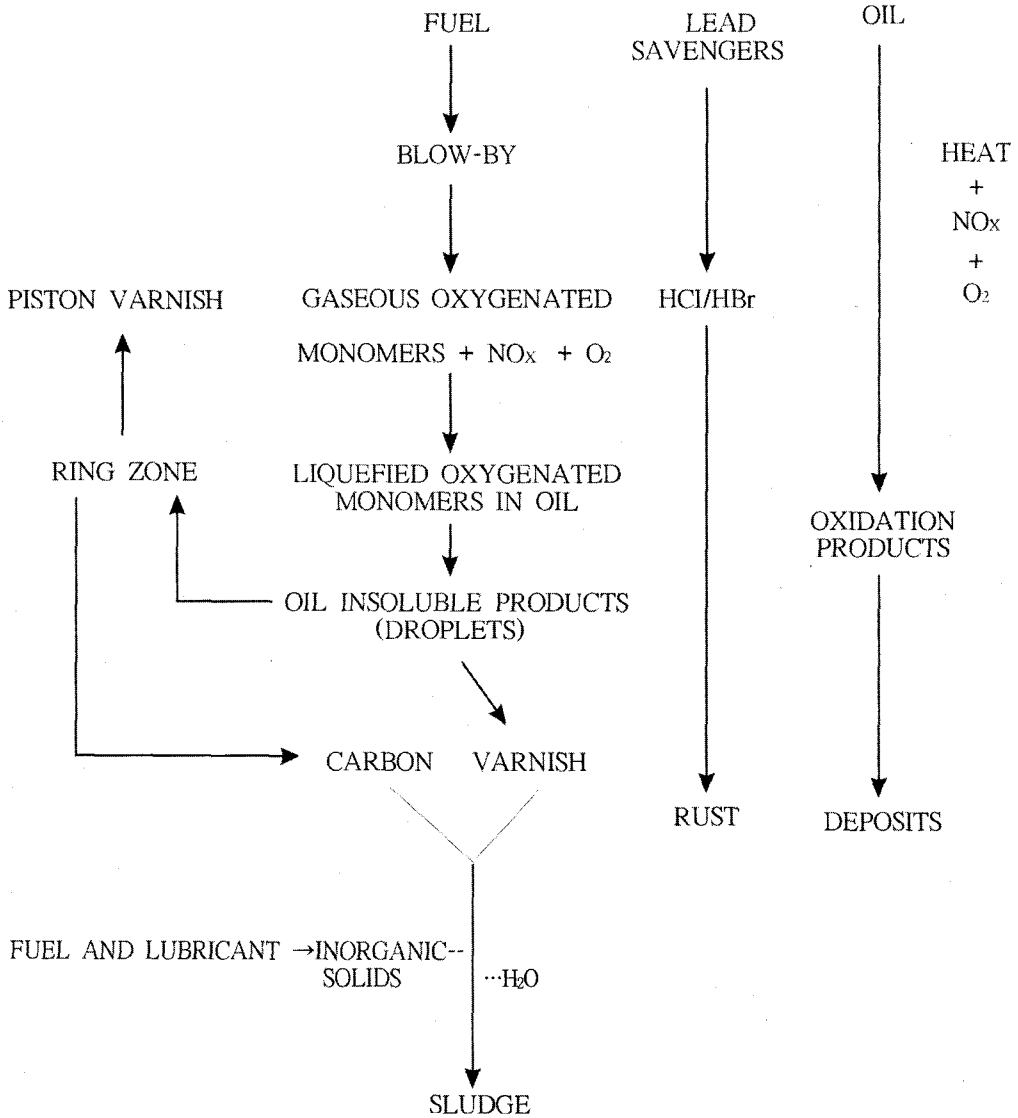 FUEL
LEAD
SAVENGERS
OIL
BLOW-BY
HEAT
+
NOx
+
O2
PISTON VARNISH
GASEOUS OXYGENATED
MONOMERS + NOx + O2
HCl/HBr
RING ZONE
LIQUEFIED OXYGENATED
MONOMERS IN OIL
OXIDATION
PRODUCTS
OIL INSOLUBLE PRODUCTS
(DROPLETS)
CARBON VARNISH
RUST
DEPOSITS
FUEL AND LUBRICANT →INORGANIC--
SOLIDS
···H2O
SLUDGE